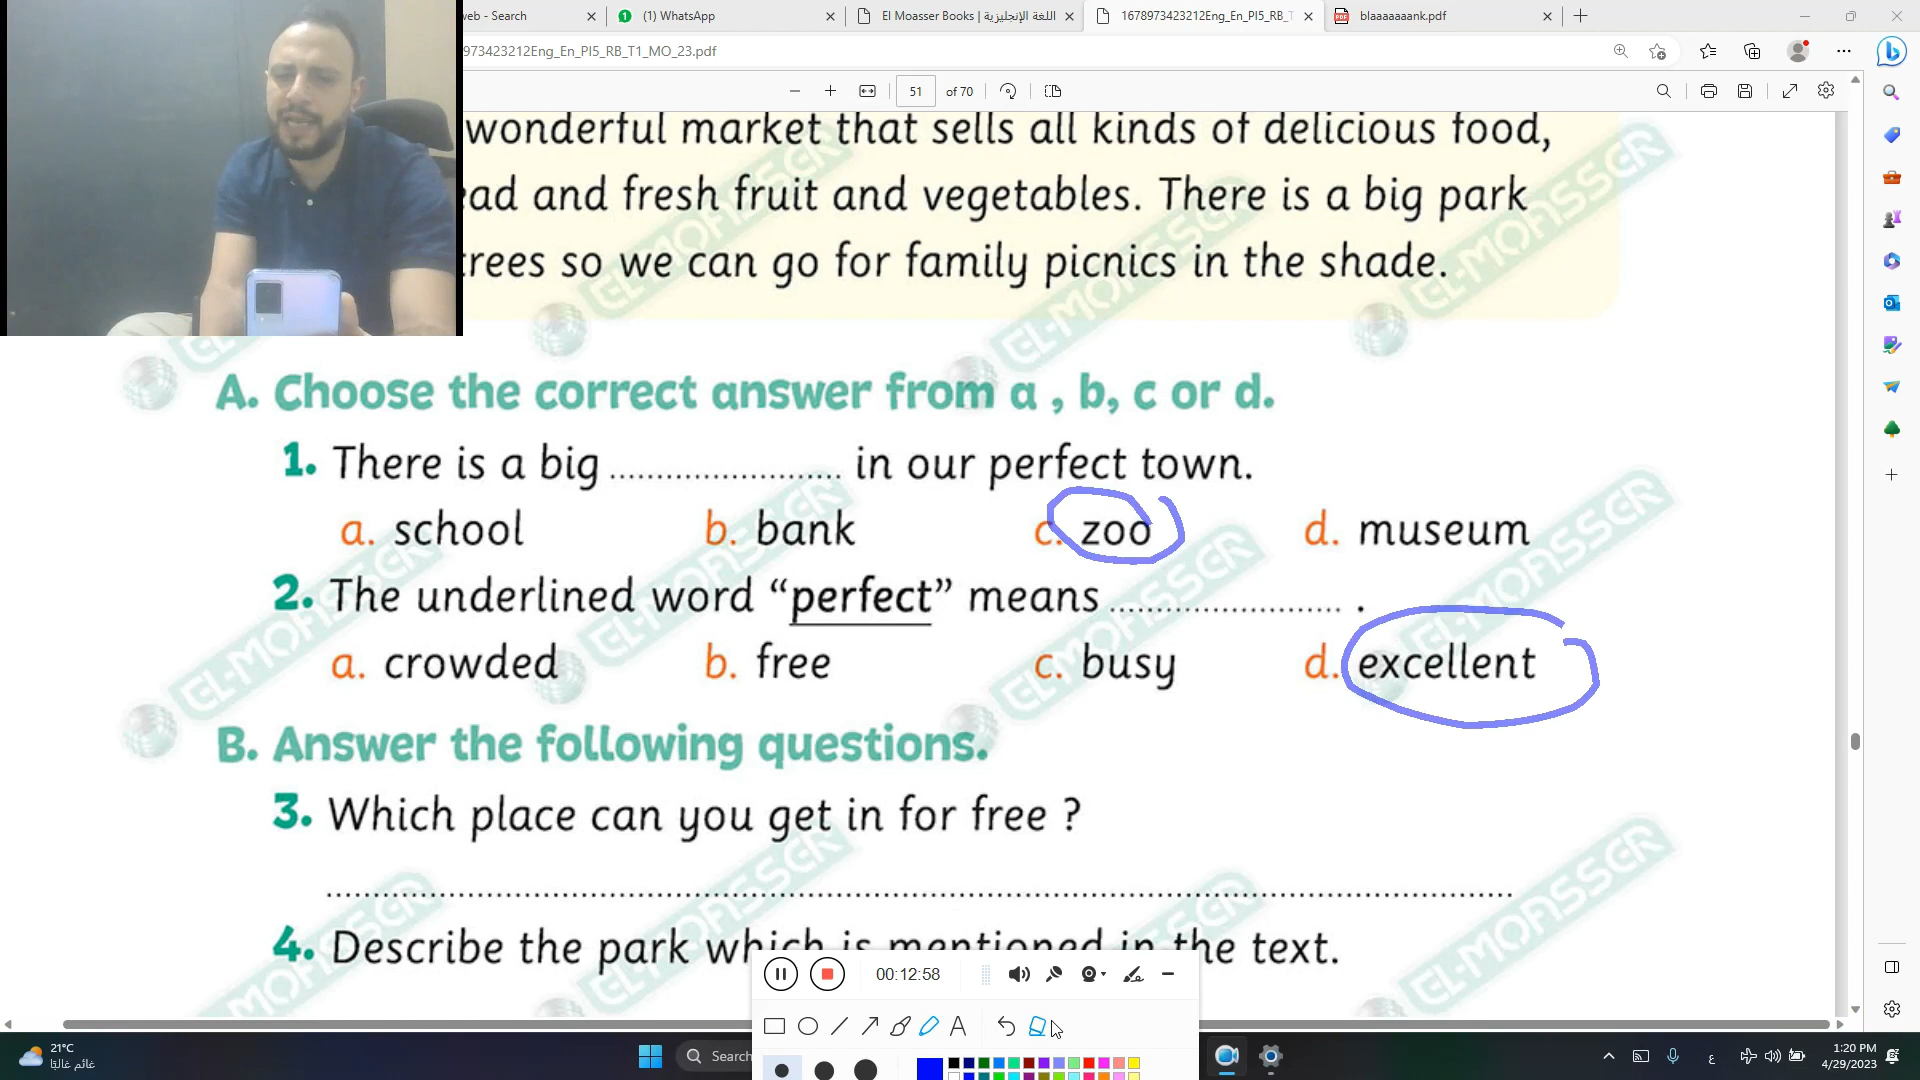 web - Search
(1) WhatsApp
El Moasser Books | اللغة الإنجليزية
1678973423212Eng_En_PI5_RB_T
blaaaaaank.pdf
973423212Eng_En_PI5_RB_T1_MO_23.pdf
51 of 70
wonderful market that sells all kinds of delicious food,
ead and fresh fruit and vegetables. There is a big park
trees so we can go for family picnics in the shade.
A. Choose the correct answer from a , b, c or d.
1. There is a big ........................ in our perfect town.
a. school b. bank c. zoo d. museum
2. The underlined word “perfect” means ........................ .
a. crowded b. free c. busy d. excellent
B. Answer the following questions.
3. Which place can you get in for free ?
4. Describe the park which is mentioned in the text.
EL-MOASSER
00:12:58
A
21°C
غائم غالبًا
Search
ع
1:20 PM
4/29/2023